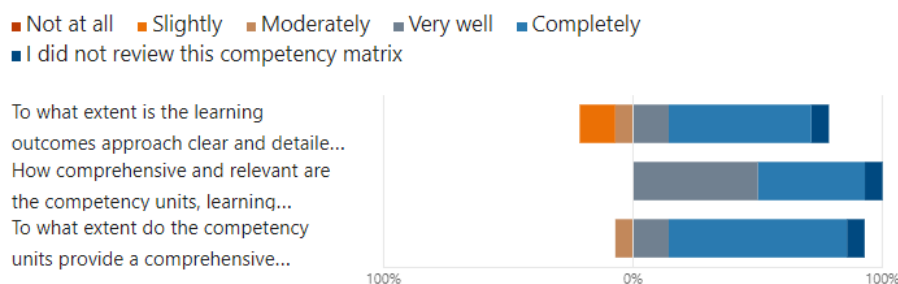 Not at all Slightly Moderately Very well Completely
I did not review this competency matrix
To what extent is the learning
outcomes approach clear and detaile...
How comprehensive and relevant are
the competency units, learning...
To what extent do the competency
units provide a comprehensive...
100% 0% 100%